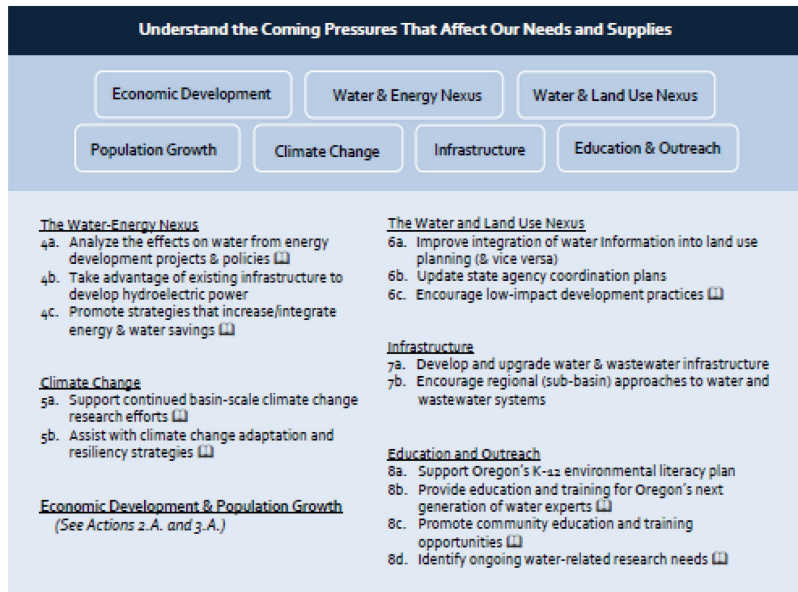 Understand the Coming Pressures That Affect Our Needs and Supplies
Economic Development
Water & Energy Nexus
Water & Land Use Nexus
Population Growth
Climate Change
Infrastructure
Education & Outreach
The Water-Energy Nexus
4a. Analyze the effects on water from energy
development projects & policies
4b. Take advantage of existing infrastructure to
develop hydroelectric power
4c. Promote strategies that increase/integrate
energy & water savings
Climate Change
5a. Support continued basin-scale climate change
research efforts
5b. Assist with climate change adaptation and
resiliency strategies
Economic Development & Population Growth
(See Actions 2.A. and 3.A.)
The Water and Land Use Nexus
6a. Improve integration of water Information into land use
planning (& vice versa)
6b. Update state agency coordination plans
6c. Encourage low-impact development practices
Infrastructure
7a. Develop and upgrade water & wastewater infrastructure
7b. Encourage regional (sub-basin) approaches to water and
wastewater systems
Education and Outreach
8a. Support Oregon's K-12 environmental literacy plan
8b. Provide education and training for Oregon's next
generation of water experts
8c. Promote community education and training
opportunities
8d. Identify ongoing water-related research needs